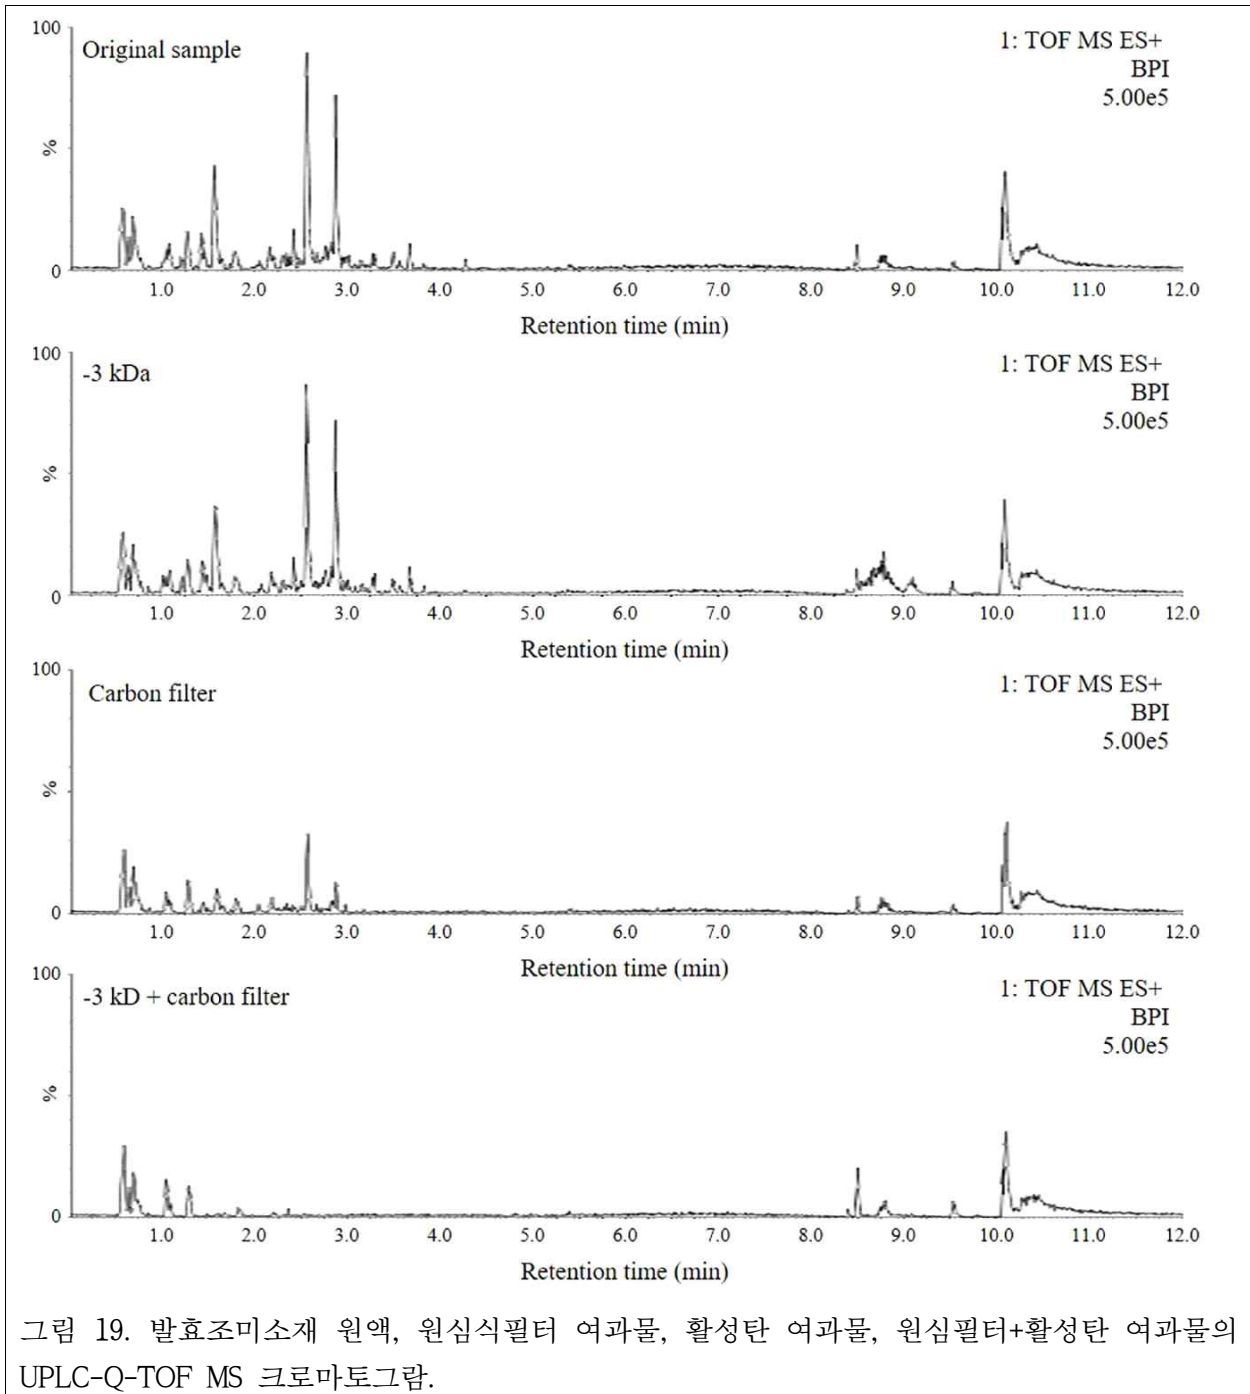 100
Original sample
1: TOF MS ES+
BPI
5.00e5
%
0
1.0 2.0 3.0 4.0 5.0 6.0 7.0 8.0 9.0 10.0 11.0 12.0
Retention time (min)
100
-3 kDa
1: TOF MS ES+
BPI
5.00e5
%
0
1.0 2.0 3.0 4.0 5.0 6.0 7.0 8.0 9.0 10.0 11.0 12.0
Retention time (min)
100
Carbon filter
1: TOF MS ES+
BPI
5.00e5
%
0
1.0 2.0 3.0 4.0 5.0 6.0 7.0 8.0 9.0 10.0 11.0 12.0
Retention time (min)
100
-3 kD + carbon filter
1: TOF MS ES+
BPI
5.00e5
%
0
1.0 2.0 3.0 4.0 5.0 6.0 7.0 8.0 9.0 10.0 11.0 12.0
Retention time (min)
그림 19. 발효조미소재 원액, 원심식필터 여과물, 활성탄 여과물, 원심필터+활성탄 여과물의
UPLC-Q-TOF MS 크로마토그람.